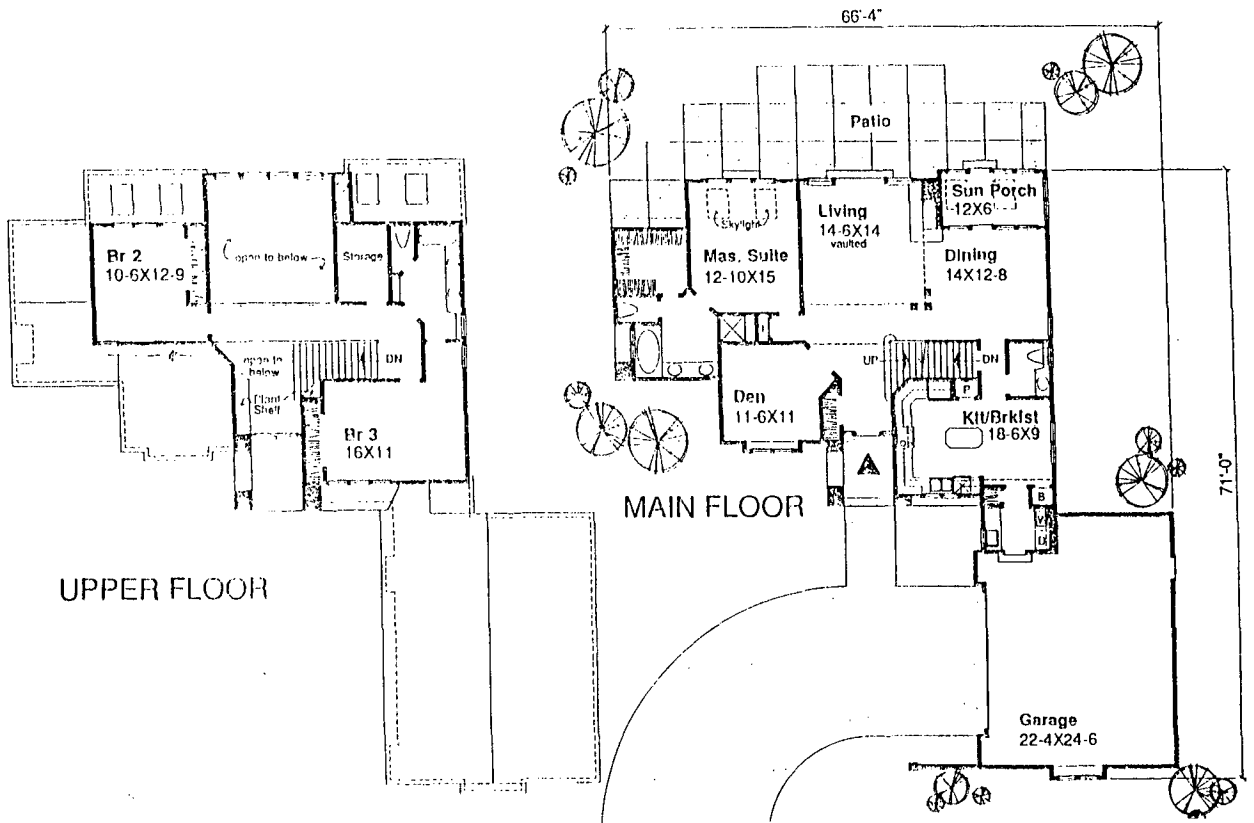 66'-4"
Patio
Sun Porch
12X6
Living
14-6X14
vaulted
Skylight
Mas. Suite
12-10X15
Dining
14X12-8
Br 2
10-6X12-9
open to below
Storage
UP
DN
P
DN
open to
below
Plant
Shelf
Den
11-6X11
Kit/Brkfst
18-6X9
Br 3
16X11
71'-0"
B
MAIN FLOOR
UPPER FLOOR
Garage
22-4X24-6